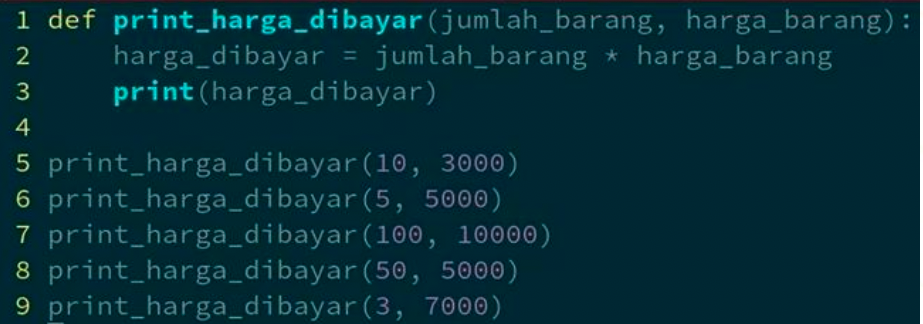 1 def print_harga_dibayar(jumlah_barang, harga_barang):
2     harga_dibayar = jumlah_barang * harga_barang
3     print(harga_dibayar)
4
5 print_harga_dibayar(10, 3000)
6 print_harga_dibayar(5, 5000)
7 print_harga_dibayar(100, 10000)
8 print_harga_dibayar(50, 5000)
9 print_harga_dibayar(3, 7000)